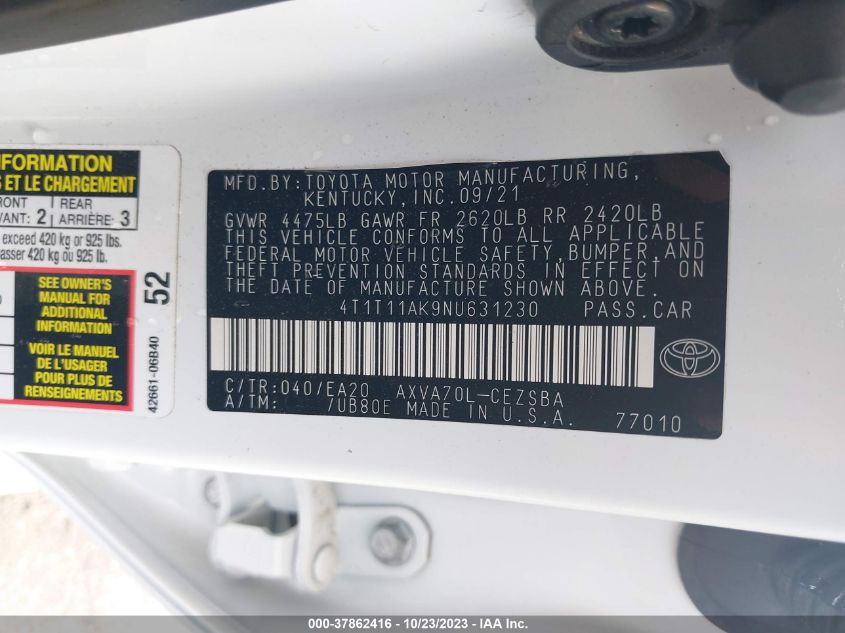 NFORMATION
S ET LE CHARGEMENT
RONT REAR
VANT: 2 ARRIÈRE: 3
exceed 420 kg or 925 lbs.
asser 420 kg ou 925 lb.
SEE OWNER'S
MANUAL FOR
ADDITIONAL
INFORMATION
VOIR LE MANUEL
DE L'USAGER
POUR PLUS DE
RENSEIGNEMENTS
52
42661-06B40
MFD.BY:TOYOTA MOTOR MANUFACTURING,
KENTUCKY, INC.09/21
GVWR 4475LB GAWR FR 2620LB RR 2420LB
THIS VEHICLE CONFORMS TO ALL APPLICABLE
FEDERAL MOTOR VEHICLE SAFETY, BUMPER, AND
THEFT PREVENTION STANDARDS IN EFFECT ON
THE DATE OF MANUFACTURE SHOWN ABOVE.
4T1T11AK9NU631230 PASS.CAR
C/TR:040/EA20 AXVA70L-CEZSBA
A/TM: /UB80E MADE IN U.S.A. 77010
000-37862416 - 10/23/2023 - IAA Inc.